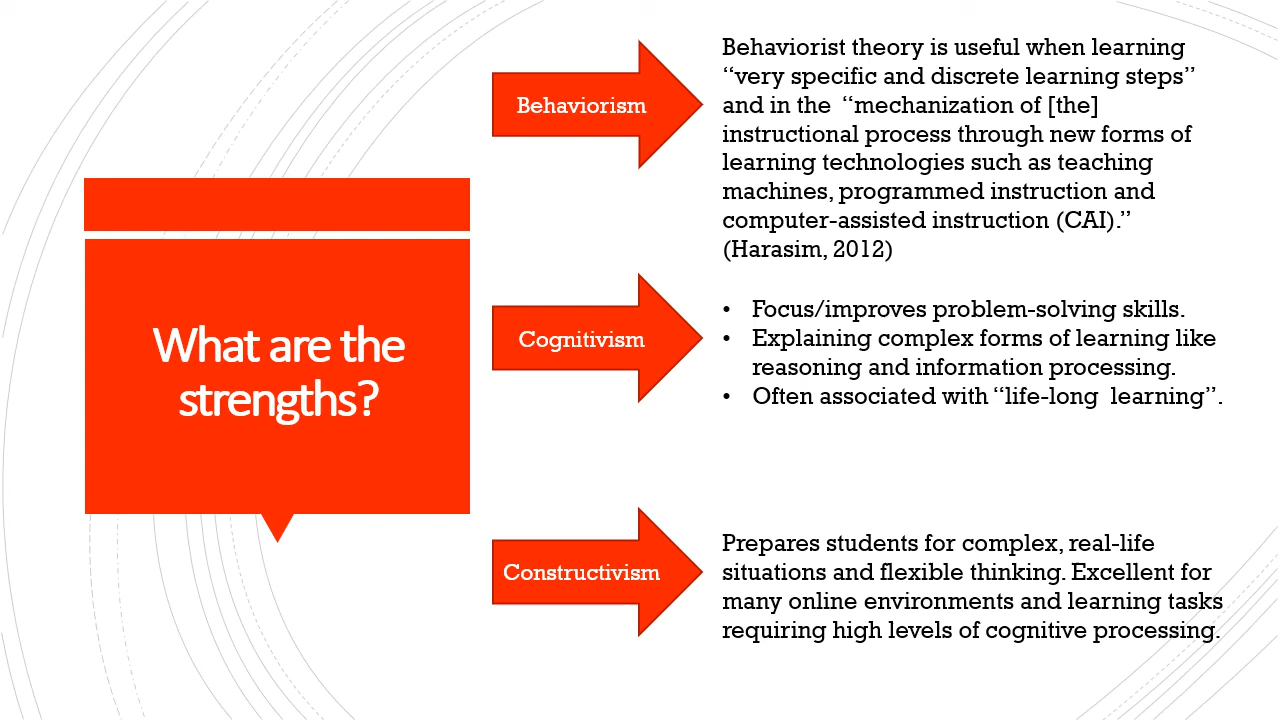 What are the
strengths?
Behaviorism
Behaviorist theory is useful when learning
“very specific and discrete learning steps”
and in the “mechanization of [the]
instructional process through new forms of
learning technologies such as teaching
machines, programmed instruction and
computer-assisted instruction (CAI).”
(Harasim, 2012)
Cognitivism
• Focus/improves problem-solving skills.
• Explaining complex forms of learning like
reasoning and information processing.
• Often associated with “life-long learning”.
Constructivism
Prepares students for complex, real-life
situations and flexible thinking. Excellent for
many online environments and learning tasks
requiring high levels of cognitive processing.